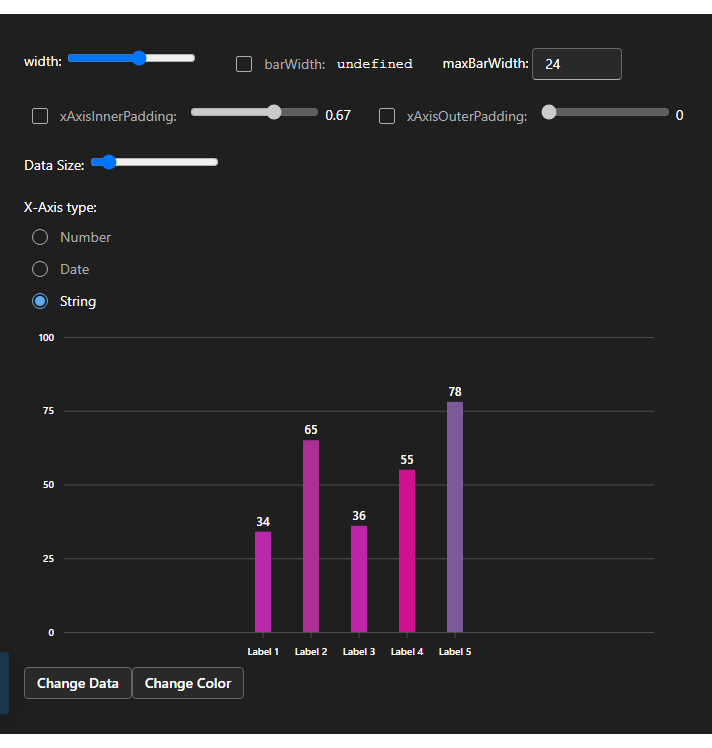 width: barWidth: undefined maxBarWidth: 24
xAxisInnerPadding: 0.67 xAxisOuterPadding: 0
Data Size:
X-Axis type:
Number
Date
String
100
75
50
25
0
78
65
55
36
34
Label 1 Label 2 Label 3 Label 4 Label 5
Change Data Change Color